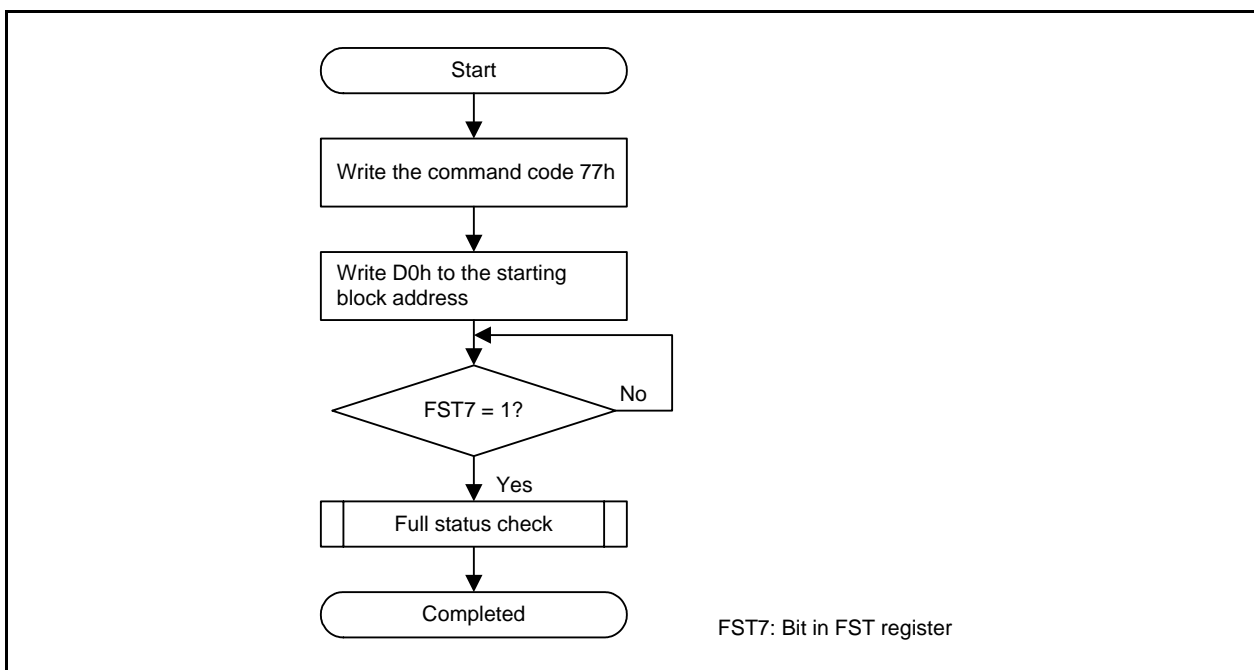 Start
Write the command code 77h
Write D0h to the starting
block address
FST7 = 1?
No
Yes
Full status check
Completed
FST7: Bit in FST register